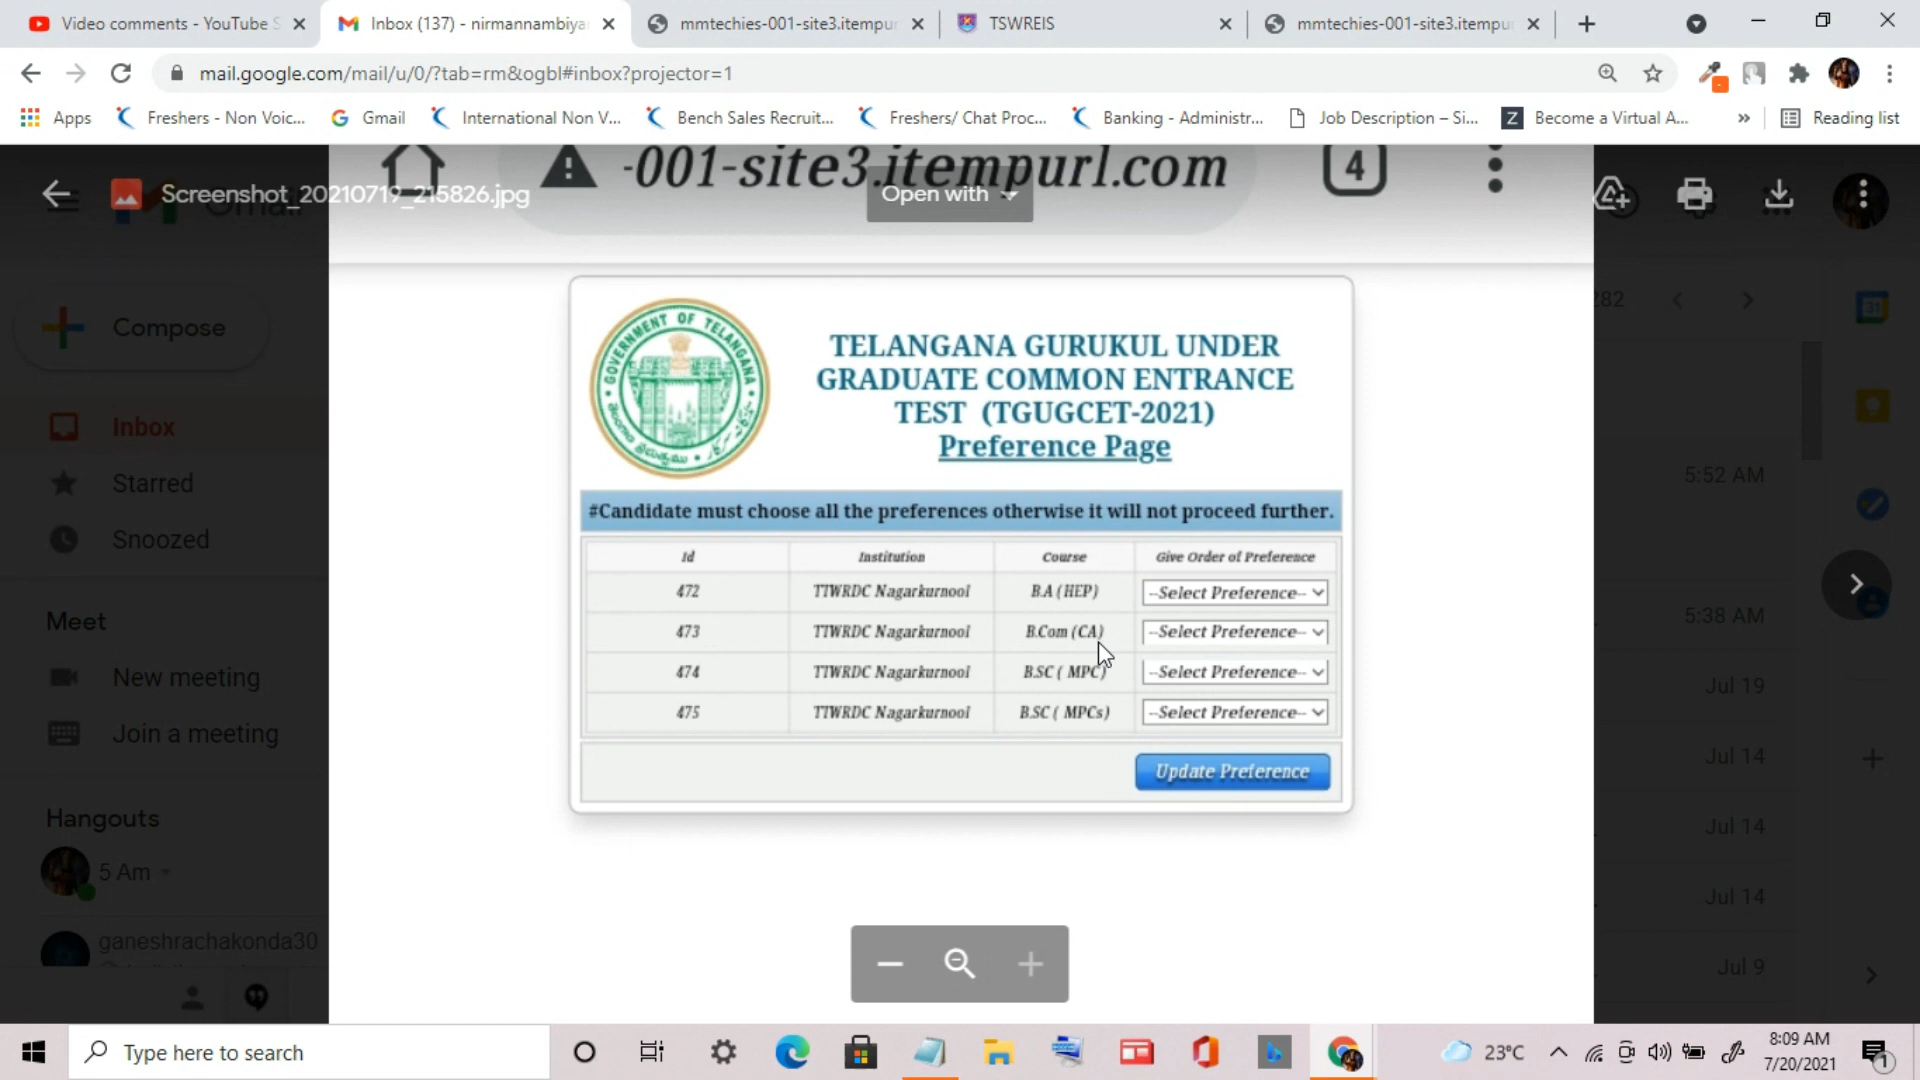 Video comments - YouTube S
Inbox (137) - nirmannambiya
mmtechies-001-site3.itempur
TSWREIS
mmtechies-001-site3.itempu
mail.google.com/mail/u/0/?tab=rm&ogbl#inbox?projector=1
Apps
Freshers - Non Voic...
Gmail
International Non V...
Bench Sales Recruit...
Freshers/ Chat Proc...
Banking - Administr...
Job Description – Si...
Become a Virtual A...
»
Reading list
-001-site3.itempurl.com
4
Screenshot_20210719_215826.jpg
Open with
Compose
282
Inbox
Starred
Snoozed
Meet
New meeting
Join a meeting
Hangouts
5 Am
ganeshrachakonda30
GOVERNMENT OF TELANGANA
TELANGANA GURUKUL UNDER
GRADUATE COMMON ENTRANCE
TEST (TGUGCET-2021)
Preference Page
#Candidate must choose all the preferences otherwise it will not proceed further.
Id Institution Course Give Order of Preference
472 TTWRDC Nagarkurnool B.A (HEP) --Select Preference--
473 TTWRDC Nagarkurnool B.Com (CA) --Select Preference--
474 TTWRDC Nagarkurnool B.SC ( MPC) --Select Preference--
475 TTWRDC Nagarkurnool B.SC ( MPCs) --Select Preference--
Update Preference
31
5:52 AM
5:38 AM
Jul 19
Jul 14
Jul 14
Jul 14
Jul 9
Type here to search
23°C
8:09 AM
7/20/2021
1